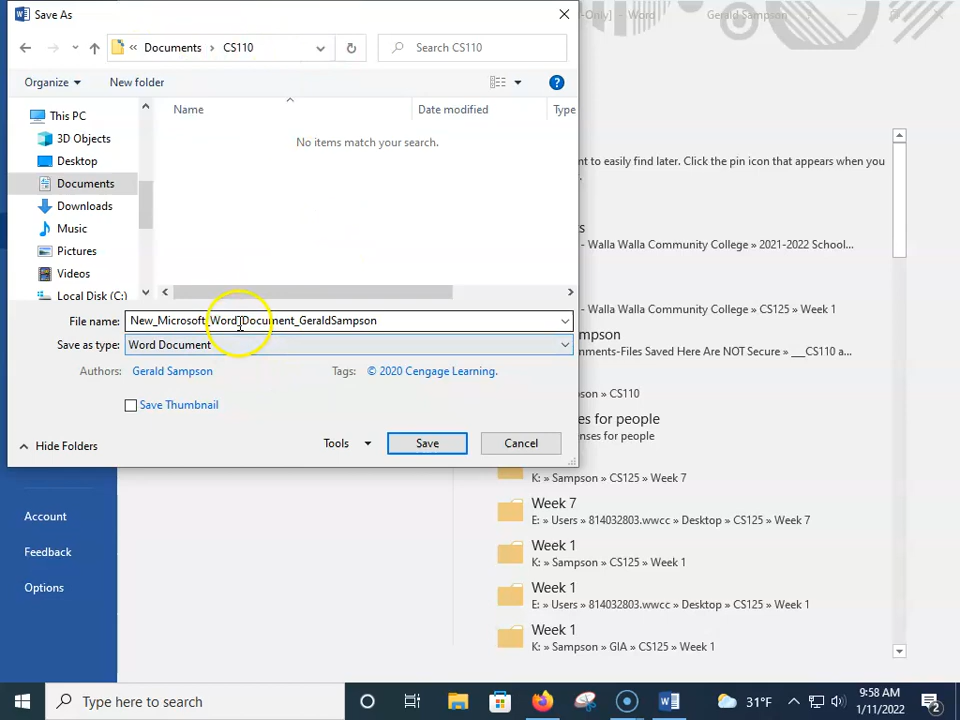 Save As
-Only] - Word
Gerald Sampson
« Documents › CS110
Search CS110
Organize
New folder
Name
Date modified
Type
This PC
No items match your search.
3D Objects
Desktop
Documents
Downloads
Music
Pictures
Videos
Local Disk (C:)
nt to easily find later. Click the pin icon that appears when you
s
- Walla Walla Community College » 2021-2022 School...
- Walla Walla Community College » CS125 » Week 1
File name:
New_Microsoft_Word_Document_GeraldSampson
Save as type:
Word Document
mpson
ments-Files Saved Here Are NOT Secure » ___CS110 a...
Authors:
Gerald Sampson
Tags:
© 2020 Cengage Learning.
» CS110
Save Thumbnail
s for people
enses for people
Hide Folders
Tools
Save
Cancel
K: » Sampson » CS125 » Week 7
Week 7
E: » Users » 814032803.wwcc » Desktop » CS125 » Week 7
Account
Feedback
Options
Week 1
K: » Sampson » CS125 » Week 1
Week 1
E: » Users » 814032803.wwcc » Desktop » CS125 » Week 1
Week 1
K: » Sampson » GIA » CS125 » Week 1
Type here to search
31°F
9:58 AM
1/11/2022
2